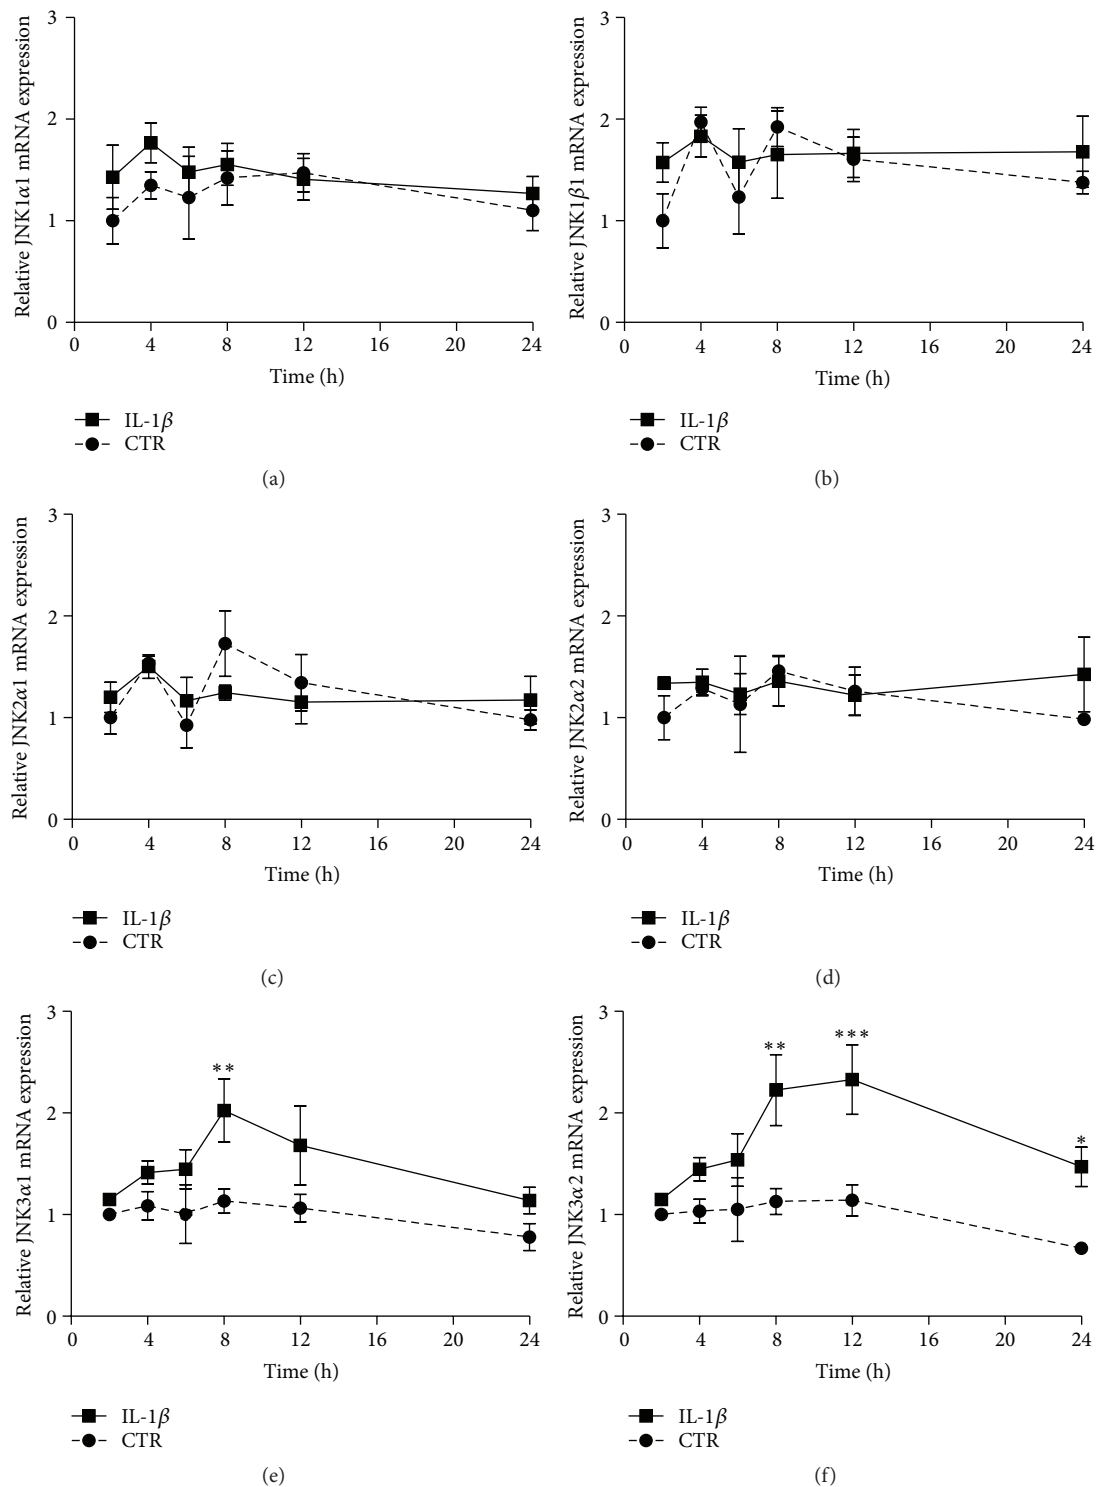 Relative JNK1α1 mRNA expression
3
2
1
0
0 4 8 12 16 20 24
Time (h)
IL-1β
CTR
(a)
Relative JNK1β1 mRNA expression
3
2
1
0
0 4 8 12 16 20 24
Time (h)
IL-1β
CTR
(b)
Relative JNK2α1 mRNA expression
3
2
1
0
0 4 8 12 16 20 24
Time (h)
IL-1β
CTR
(c)
Relative JNK2α2 mRNA expression
3
2
1
0
0 4 8 12 16 20 24
Time (h)
IL-1β
CTR
(d)
Relative JNK3α1 mRNA expression
3
2
1
0
**
0 4 8 12 16 20 24
Time (h)
IL-1β
CTR
(e)
Relative JNK3α2 mRNA expression
3
2
1
0
**
***
*
0 4 8 12 16 20 24
Time (h)
IL-1β
CTR
(f)